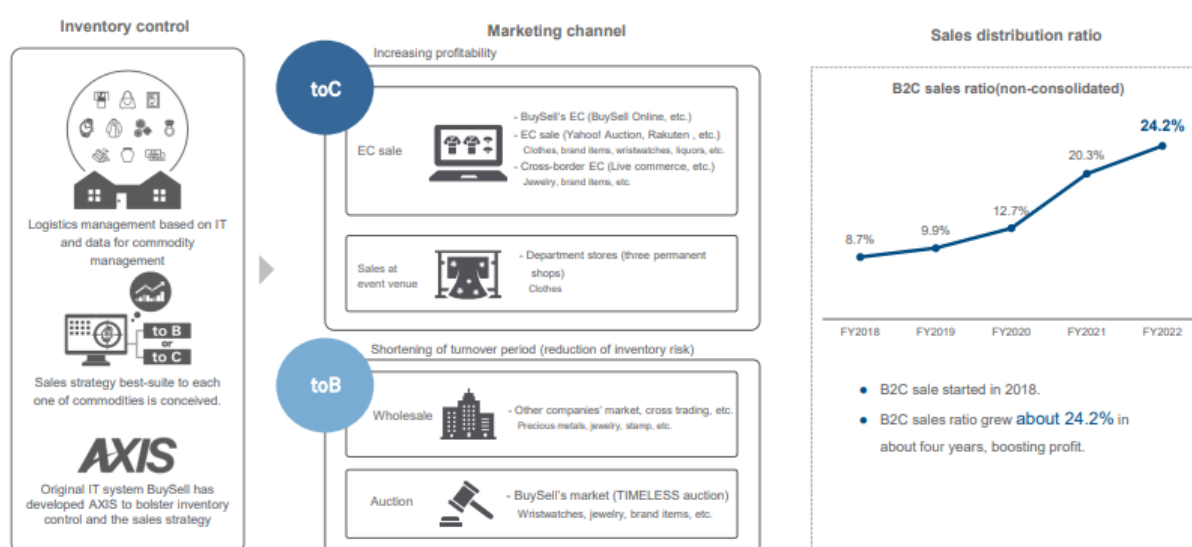 Inventory control
Logistics management based on IT
and data for commodity
management
to B
or
to C
Sales strategy best-suite to each
one of commodities is conceived.
AXIS
Original IT system BuySell has
developed AXIS to bolster inventory
control and the sales strategy
Marketing channel
Increasing profitability
toC
EC sale
- BuySell's EC (BuySell Online, etc.)
- EC sale (Yahoo! Auction, Rakuten , etc.)
Clothes, brand items, wristwatches, liquors, etc.
- Cross-border EC (Live commerce, etc.)
Jewelry, brand items, etc.
Sales at
event venue
- Department stores (three permanent
shops)
Clothes
Shortening of turnover period (reduction of inventory risk)
toB
Wholesale
- Other companies' market, cross trading, etc.
Precious metals, jewelry, stamp, etc.
Auction
- BuySell's market (TIMELESS auction)
Wristwatches, jewelry, brand items, etc.
Sales distribution ratio
B2C sales ratio(non-consolidated)
8.7%
9.9%
12.7%
20.3%
24.2%
FY2018
FY2019
FY2020
FY2021
FY2022
● B2C sale started in 2018.
● B2C sales ratio grew about 24.2% in
about four years, boosting profit.